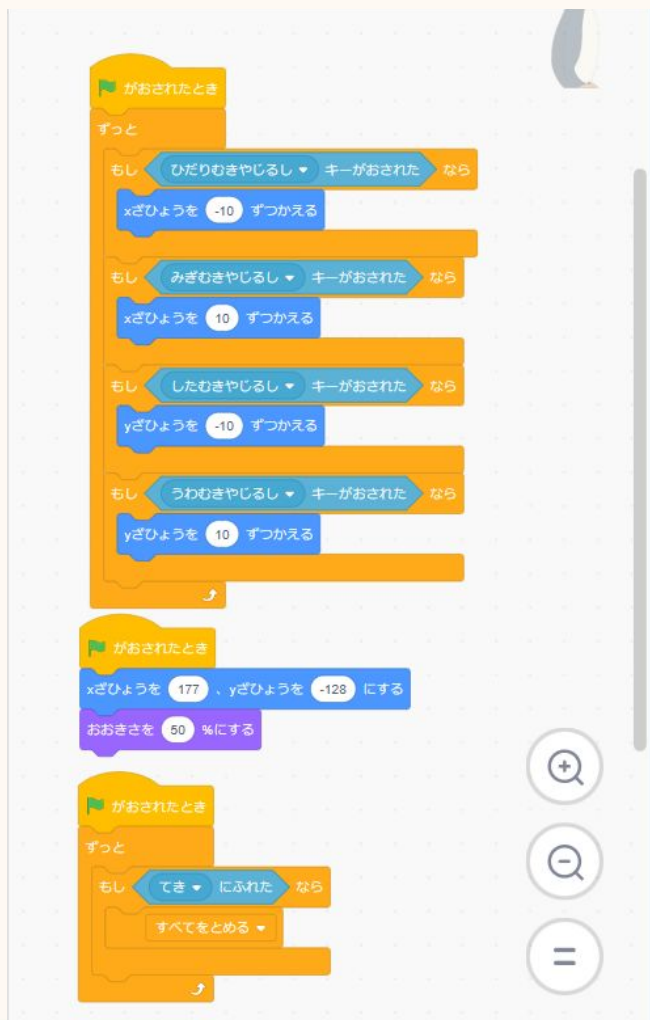 がおされたとき
ずっと
もし ひだりむきやじるし キーがおされた なら
xざひょうを -10 ずつかえる
もし みぎむきやじるし キーがおされた なら
xざひょうを 10 ずつかえる
もし したむきやじるし キーがおされた なら
yざひょうを -10 ずつかえる
もし うわむきやじるし キーがおされた なら
yざひょうを 10 ずつかえる
がおされたとき
xざひょうを 177 、yざひょうを -128 にする
おおきさを 50 %にする
がおされたとき
ずっと
もし てき にふれた なら
すべてをとめる